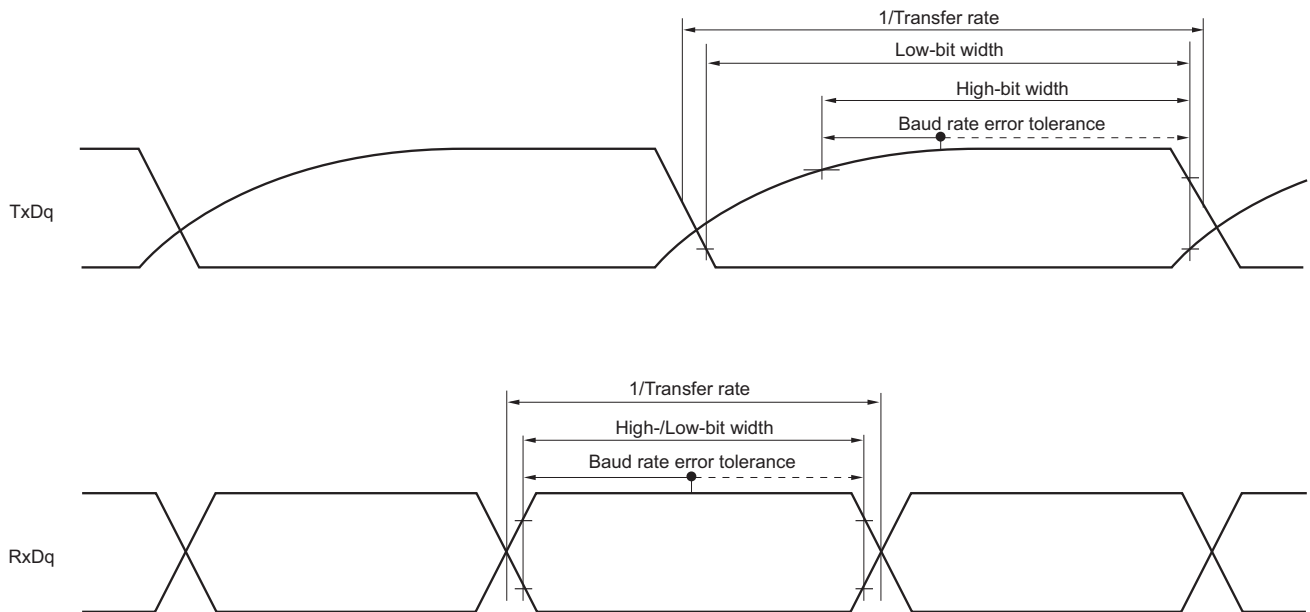 1/Transfer rate
Low-bit width
High-bit width
Baud rate error tolerance
TxDq
1/Transfer rate
High-/Low-bit width
Baud rate error tolerance
RxDq